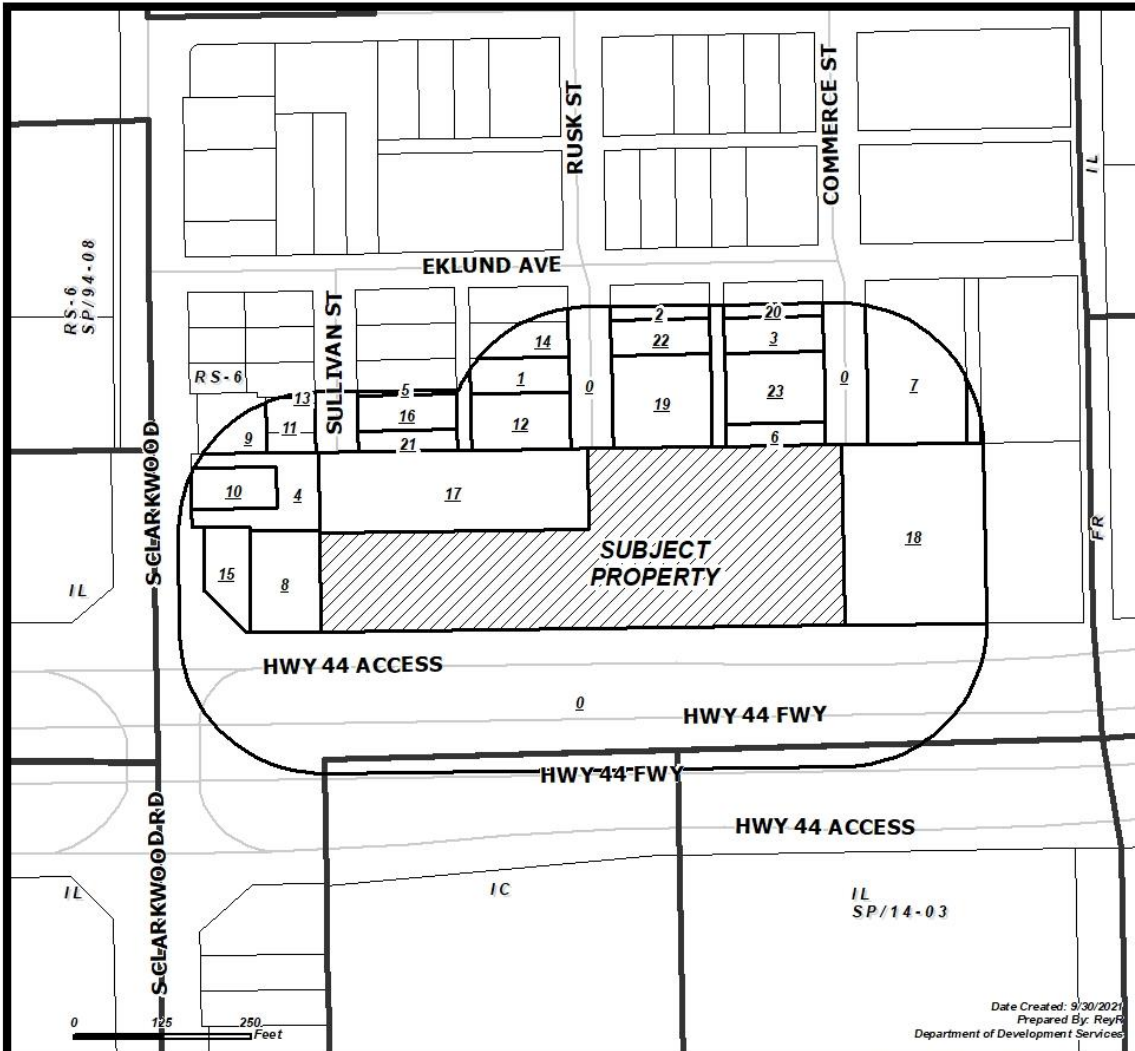 RUSK ST
COMMERCE ST
IL
RS-6
SP/94-08
EKLUND AVE
SULLIVAN ST
RS-6
2
20
14
22
3
0
0
7
1
5
13
16
19
23
11
12
9
21
6
S CLARKWOOD
10
4
17
SUBJECT
PROPERTY
18
FR
15
8
IL
HWY 44 ACCESS
0
HWY 44 FWY
HWY 44 FWY
S CLARKWOOD RD
HWY 44 ACCESS
IL
IC
IL
SP/14-03
0 125 250
Feet
Date Created: 9/30/2021
Prepared By: ReyR
Department of Development Services